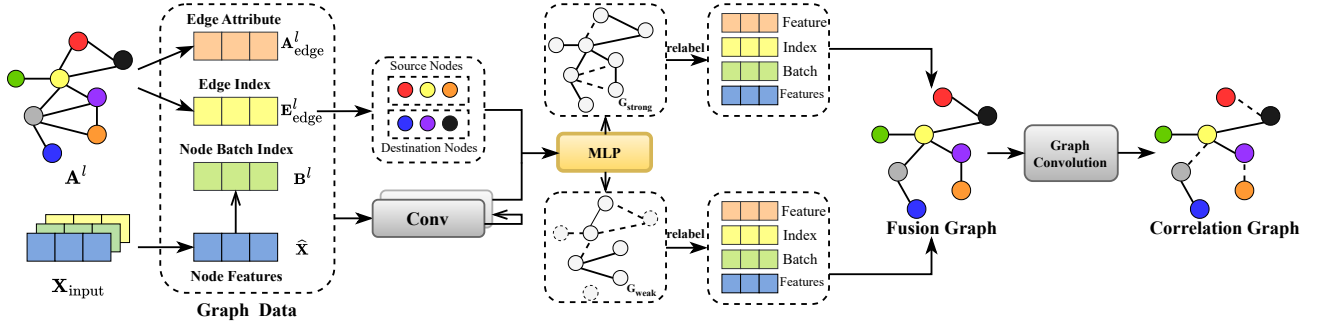 Edge Attribute
A^l_edge
Edge Index
E^l_edge
Node Batch Index
B^l
X̂
Node Features
Graph Data
A^l
X_input
Source Nodes
Destination Nodes
Conv
MLP
G_strong
G_weak
relabel
Feature
Index
Batch
Features
relabel
Feature
Index
Batch
Features
Fusion Graph
Graph
Convolution
Correlation Graph